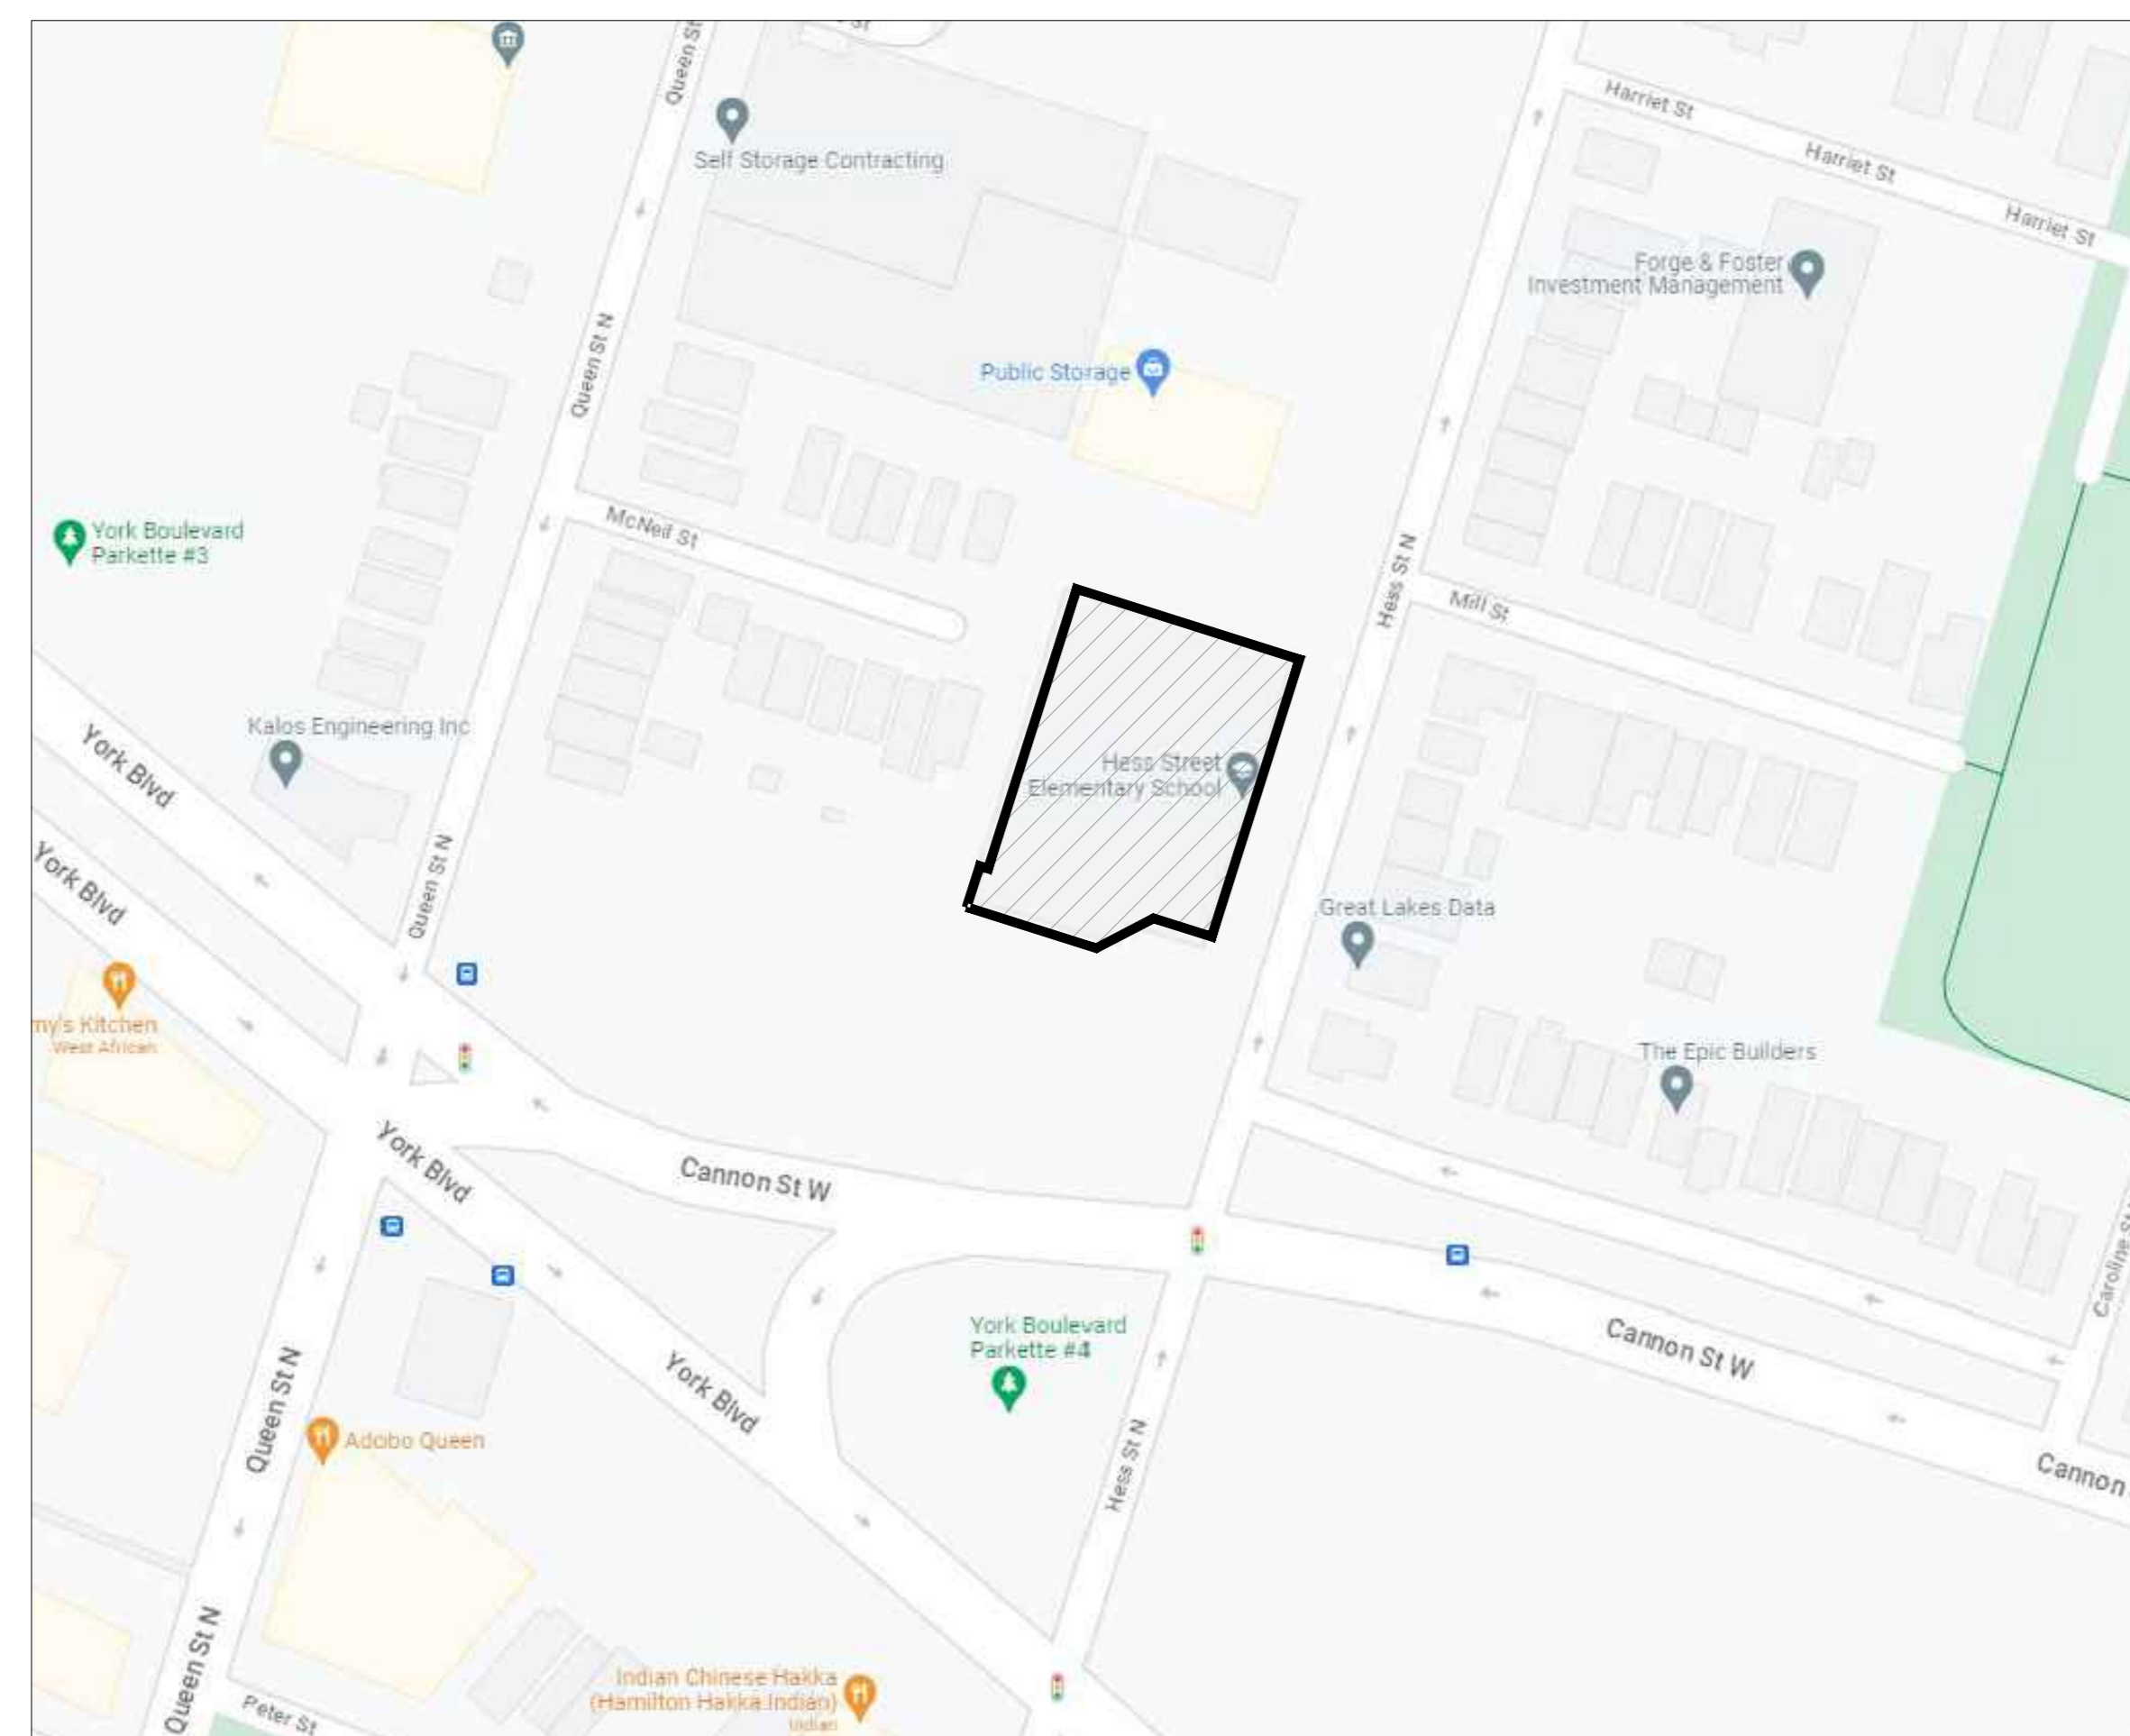 Queen St
Harriet St
Self Storage Contracting
Harriet St
Harriet St
Forge & Foster
Investment Management
Queen St N
Public Storage
McNeil St
York Boulevard
Parkette #3
Hess St N
Mill St
Kalos Engineering Inc
York Blvd
Hess Street
Elementary School
York Blvd
Queen St N
Great Lakes Data
my's Kitchen
West African
The Epic Builders
York Blvd
Cannon St W
Caroline St
York Boulevard
Parkette #4
Cannon St W
York Blvd
Queen St N
Adobo Queen
Hess St N
Cannon
Queen St N
Indian Chinese Hakka
(Hamilton Hakka Indian)
Indian
Peter St